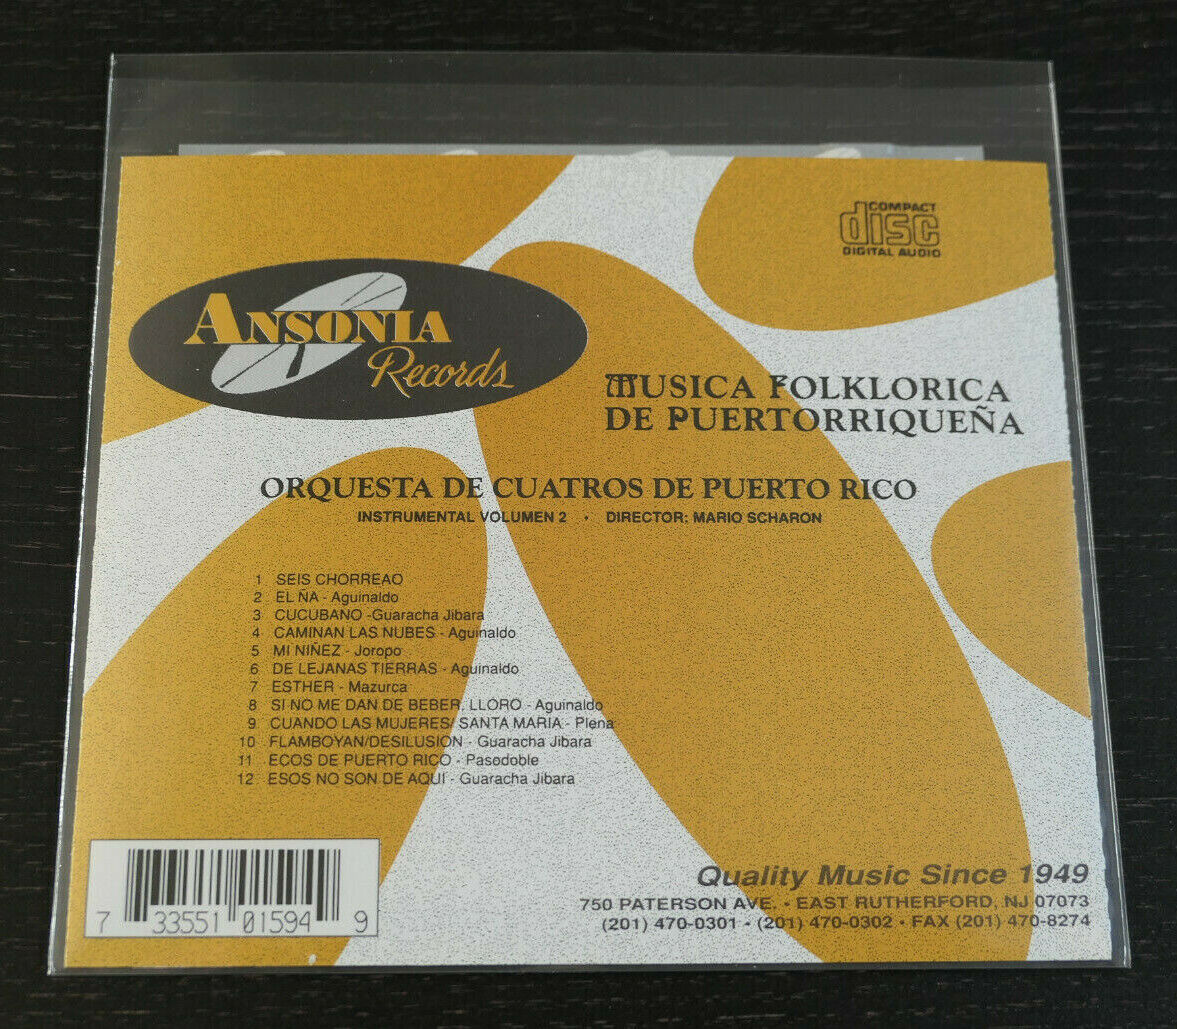 COMPACT
disc
DIGITAL AUDIO
ANSONIA
Records
MUSICA FOLKLORICA
DE PUERTORRIQUEÑA
ORQUESTA DE CUATROS DE PUERTO RICO
INSTRUMENTAL VOLUMEN 2 • DIRECTOR: MARIO SCHARON
1 SEIS CHORREAO
2 EL ÑA - Aguinaldo
3 CUCUBANO -Guaracha Jibara
4 CAMINAN LAS NUBES - Aguinaldo
5 MI NIÑEZ - Joropo
6 DE LEJANAS TIERRAS - Aguinaldo
7 ESTHER - Mazurca
8 SI NO ME DAN DE BEBER, LLORO - Aguinaldo
9 CUANDO LAS MUJERES/ SANTA MARIA - Plena
10 FLAMBOYAN/DESILUSION - Guaracha Jibara
11 ECOS DE PUERTO RICO - Pasodoble
12 ESOS NO SON DE AQUI - Guaracha Jibara
7 33551 01594 9
Quality Music Since 1949
750 PATERSON AVE. • EAST RUTHERFORD, NJ 07073
(201) 470-0301 • (201) 470-0302 • FAX (201) 470-8274